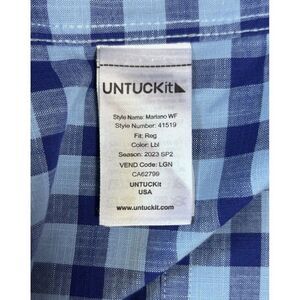 UNTUCKit
Style Name: Mariano WF
Style Number: 41519
Fit: Reg
Color: Lbl
Season: 2023 SP2
VEND Code: LGN
CA62799
UNTUCKit
USA
www.untuckit.com